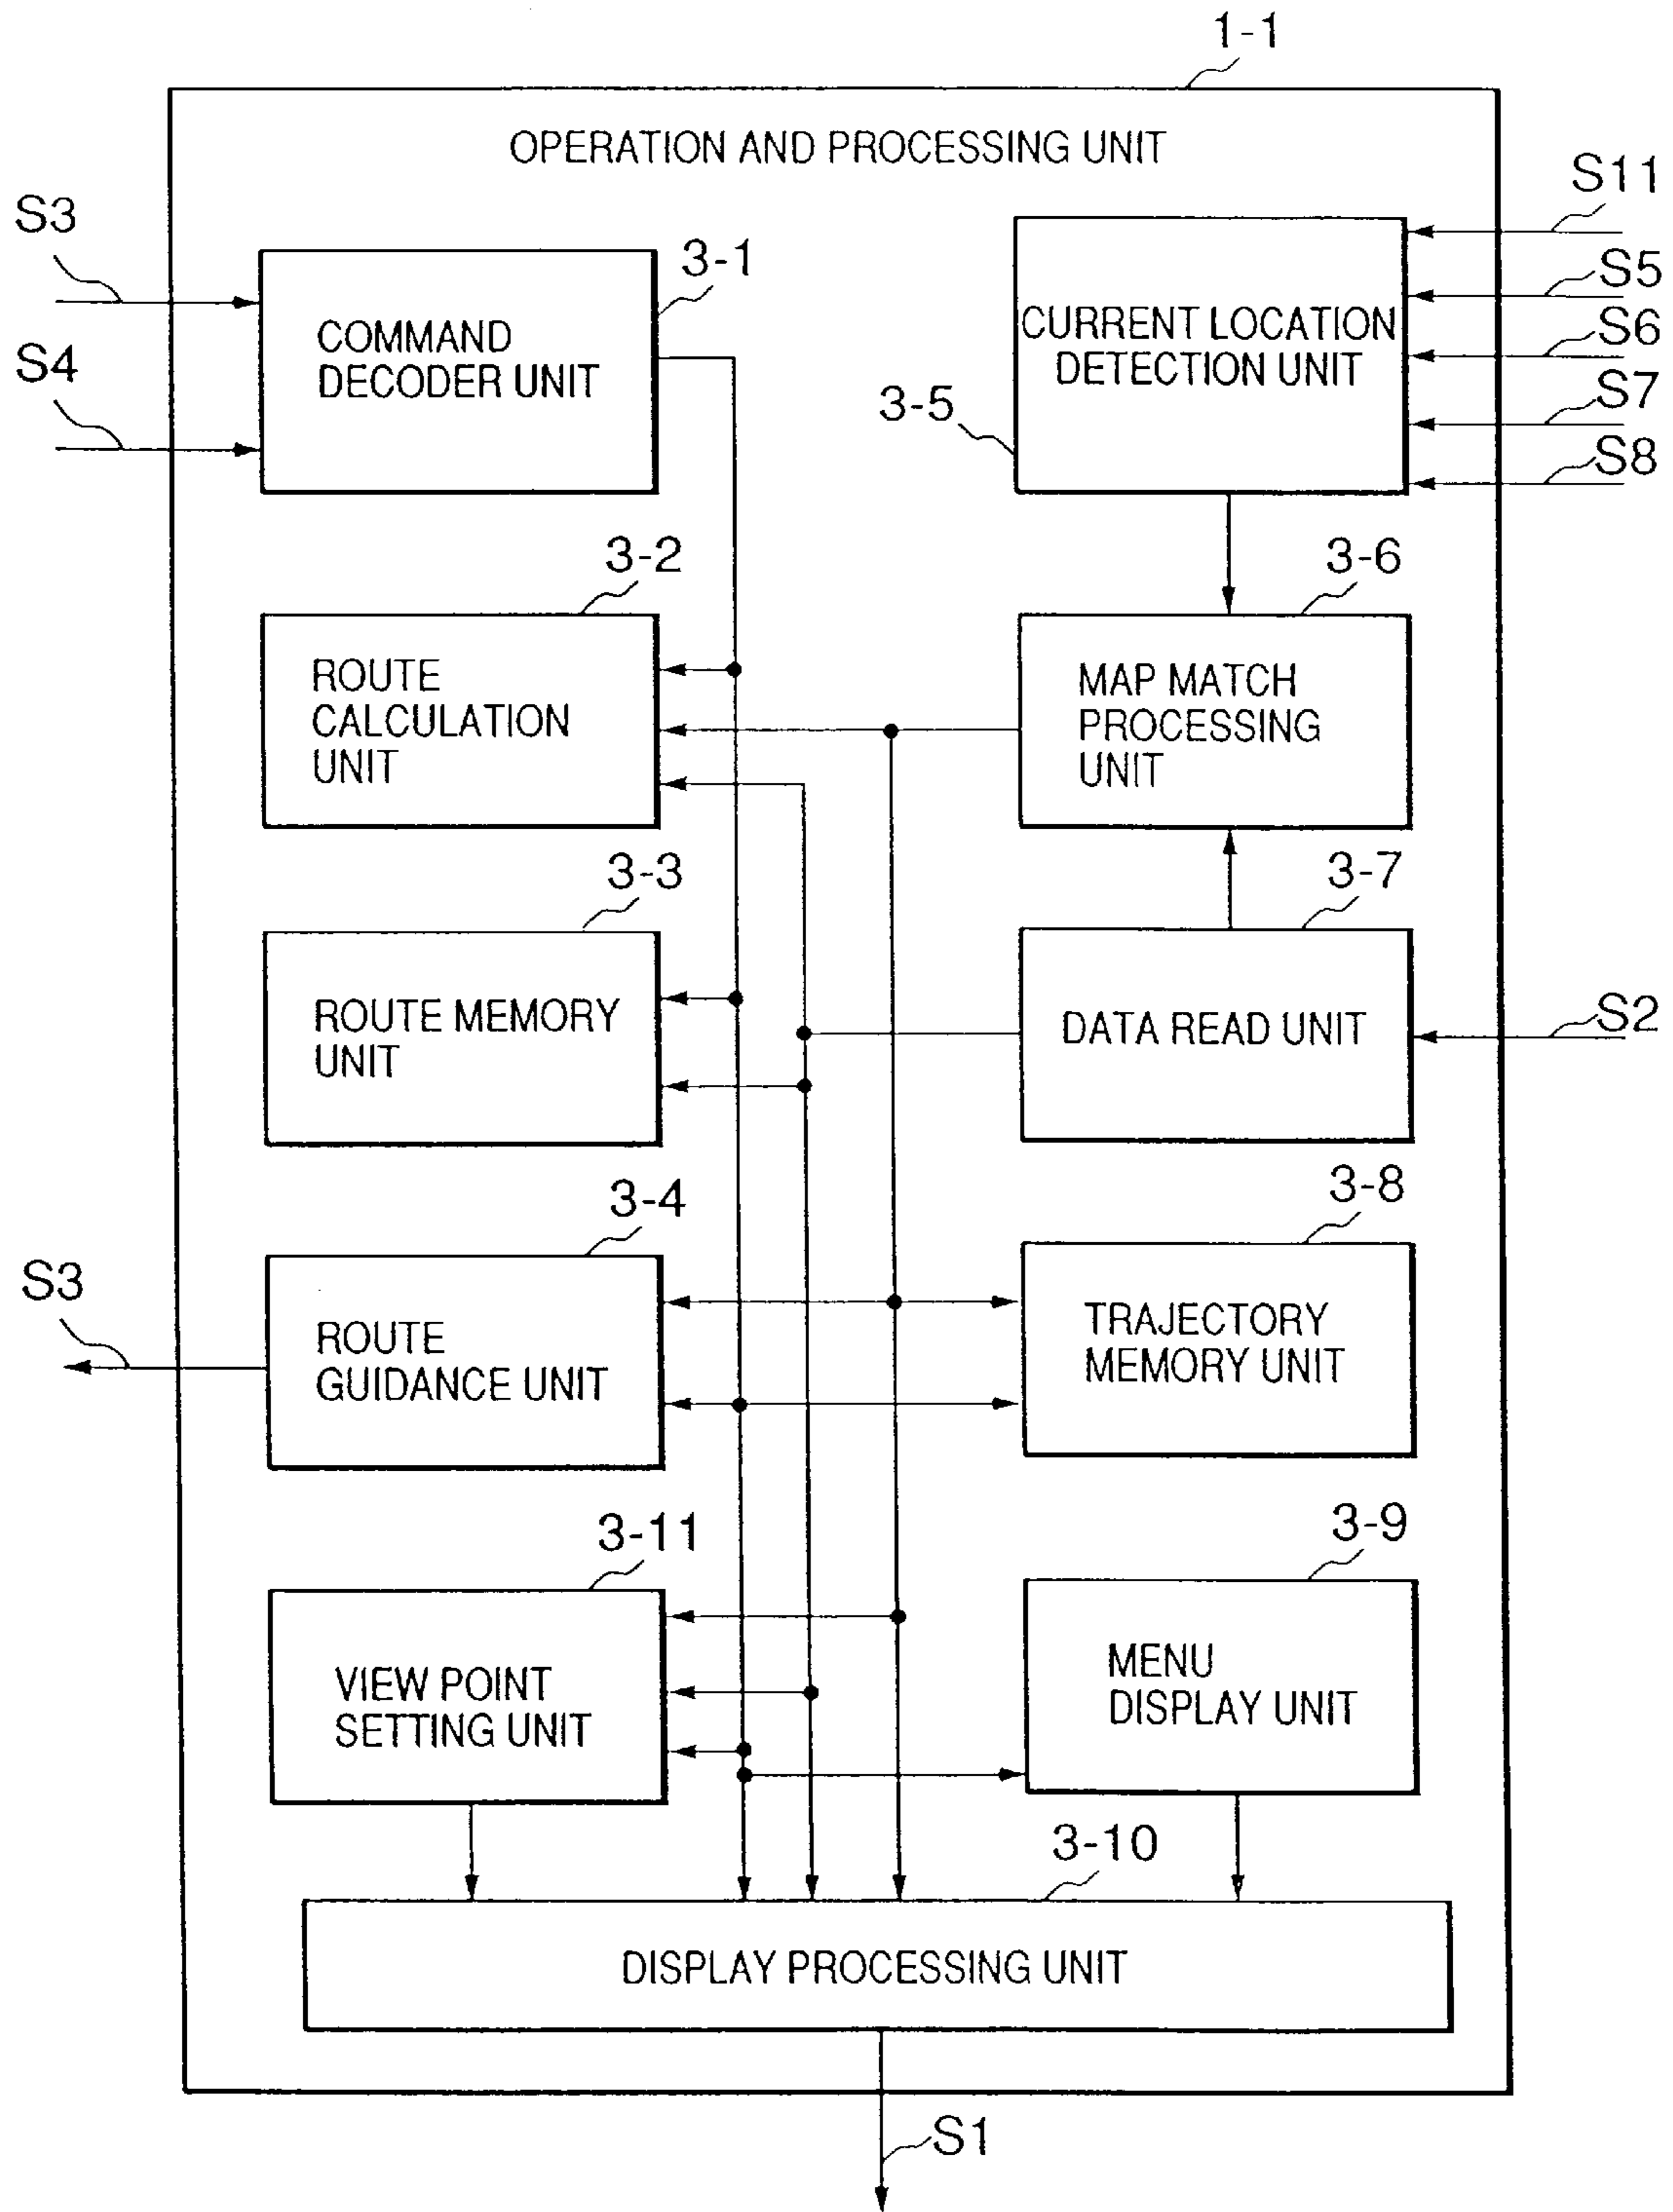 1-1
OPERATION AND PROCESSING UNIT
S11
S3
3-1
S5
COMMAND
DECODER UNIT
CURRENT LOCATION
DETECTION UNIT
S6
S4
3-5
S7
S8
3-2
3-6
ROUTE
CALCULATION
UNIT
MAP MATCH
PROCESSING
UNIT
3-3
3-7
ROUTE MEMORY
UNIT
DATA READ UNIT
S2
3-4
3-8
S3
ROUTE
GUIDANCE UNIT
TRAJECTORY
MEMORY UNIT
3-11
3-9
VIEW POINT
SETTING UNIT
MENU
DISPLAY UNIT
3-10
DISPLAY PROCESSING UNIT
S1